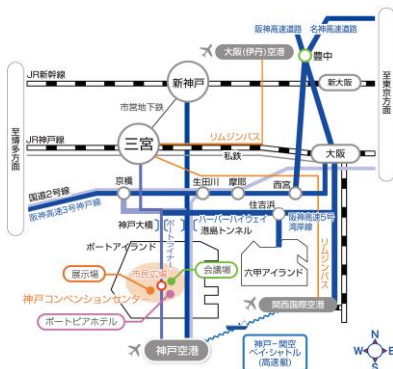 阪神高速道路
名神高速道路
大阪(伊丹)空港
豊中
至博多方面
至東京方面
JR新幹線
新神戸
新大阪
市営地下鉄
JR神戸線
三宮
リムジンバス
私鉄
大阪
京橋
生田川
摩耶
西宮
国道2号線
阪神高速3号神戸線
住吉浜
神戸大橋
ポートライナー
ハーバーハイウェイ
港島トンネル
阪神高速5号
湾岸線
リムジンバス
ポートアイランド
展示場
市民広場
会議場
六甲アイランド
神戸コンベンションセンター
ポートピアホテル
関西国際空港
神戸空港
神戸-関空
ベイ・シャトル
(高速艇)
N
W
E
S